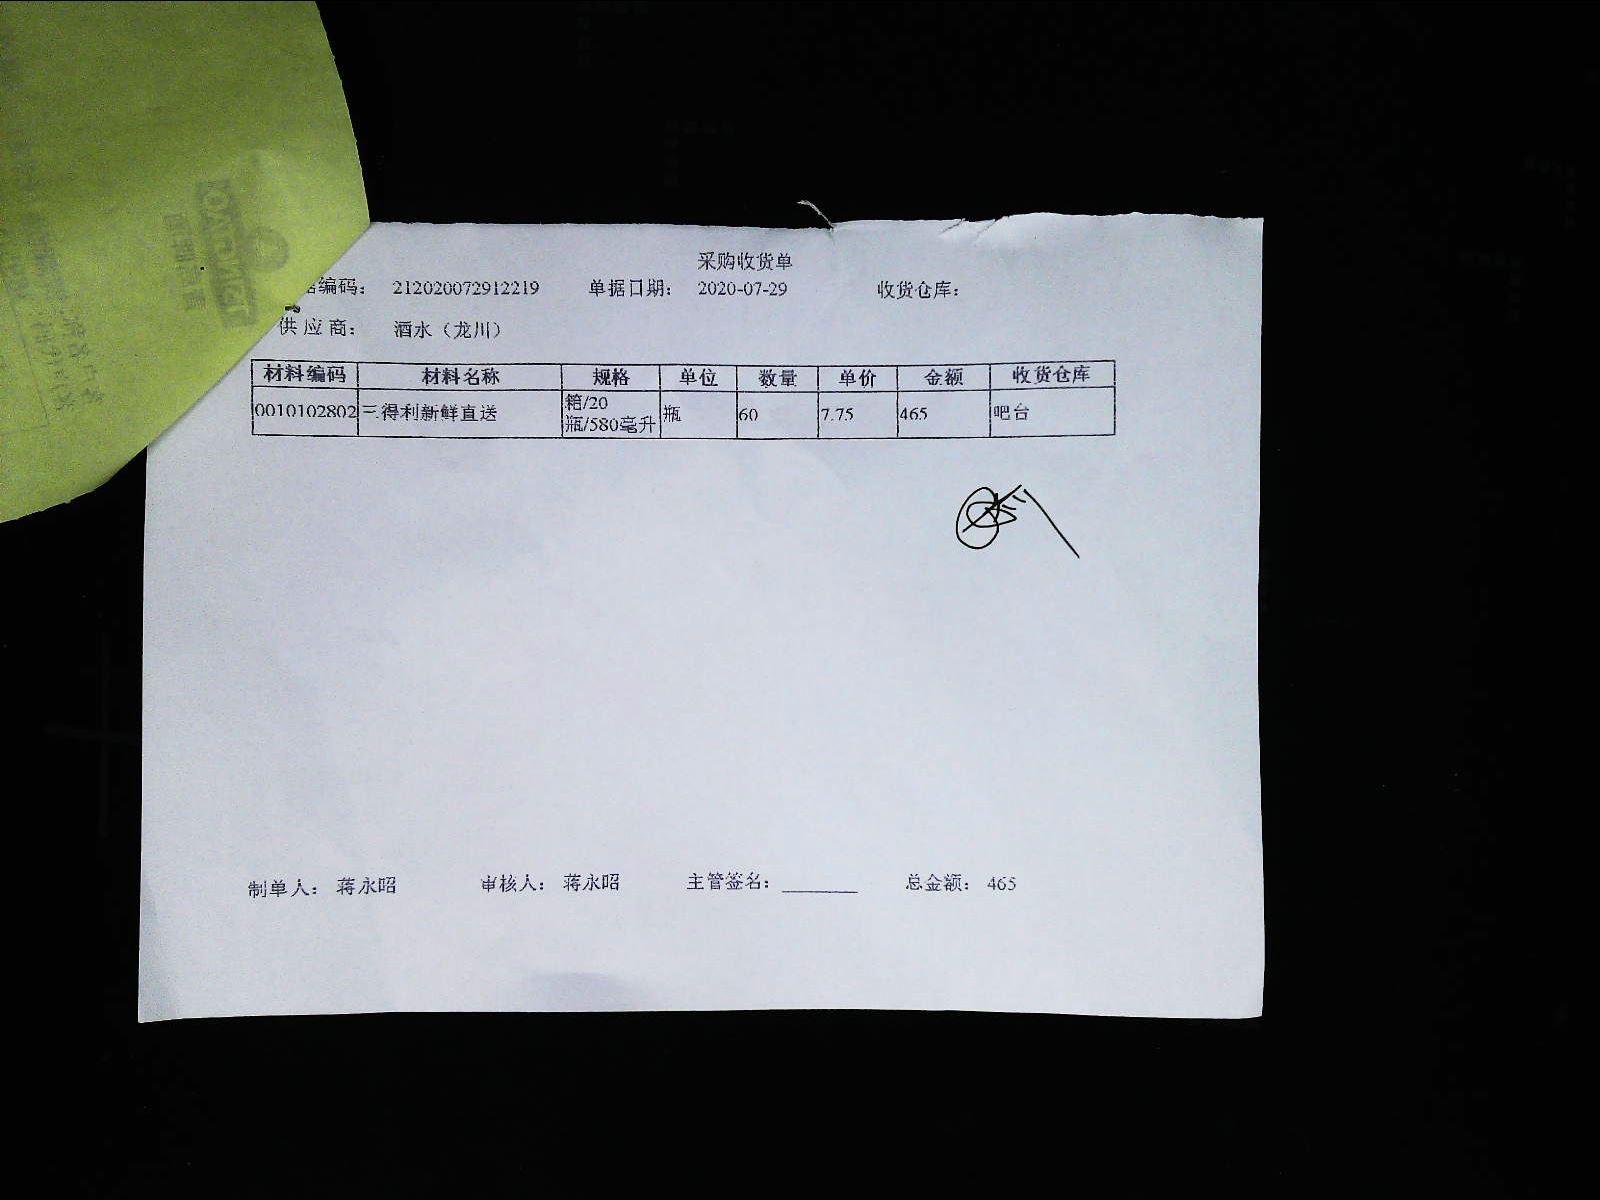 采购收货单
编码: 212020072912219 单据日期: 2020-07-29 收货仓库:
供应商: 酒水（龙川）
材料编码 材料名称 规格 单位 数量 单价 金额 收货仓库
0010102802 三得利新鲜直送 箱/20 瓶 60 7.75 465 吧台
瓶/580毫升
制单人: 蒋永昭 审核人: 蒋永昭 主管签名: 总金额: 465